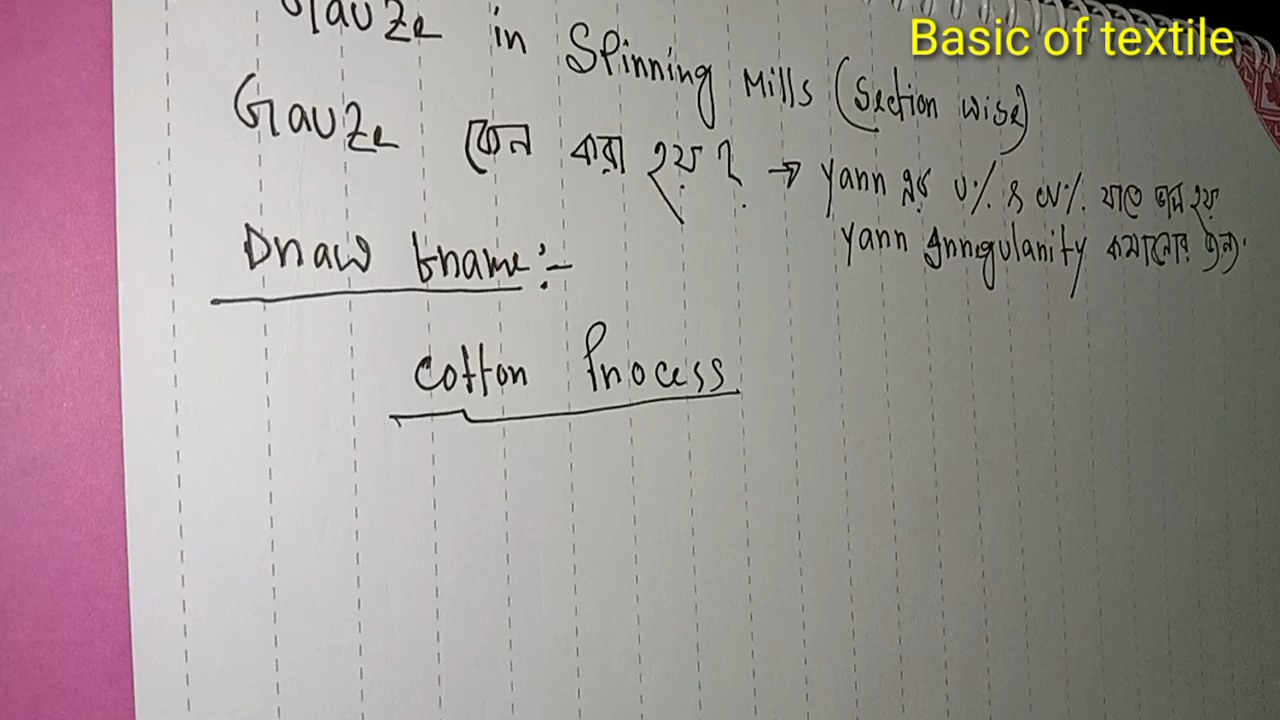 Basic of textile
Gauze in Spinning Mills (Section wise)
Gauze কেন করা হয় ? → Yarn এর U% ও CV% যাতে কম হয়
Yarn Irregularity কমানোর জন্য।
Draw frame:-
Cotton Process